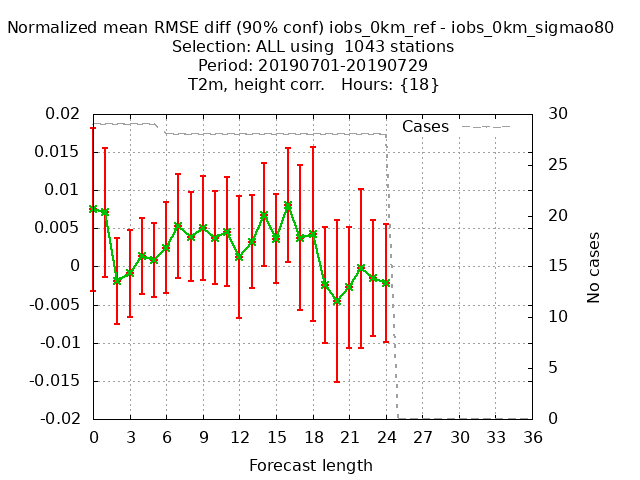 Normalized mean RMSE diff (90% conf) iobs_0km_ref - iobs_0km_sigmao80
Selection: ALL using  1043 stations
Period: 20190701-20190729
T2m, height corr.   Hours: {18}
Cases
0.02
0.015
0.01
0.005
0
-0.005
-0.01
-0.015
-0.02
30
25
20
15
10
5
0
No cases
0 3 6 9 12 15 18 21 24 27 30 33 36
Forecast length